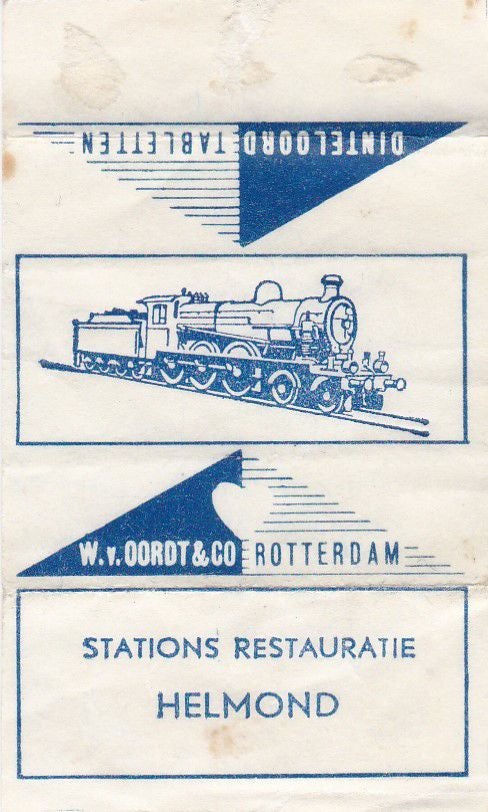 DINTELOORD TABLETTEN
W.v.OORDT&CO ROTTERDAM
STATIONS RESTAURATIE
HELMOND